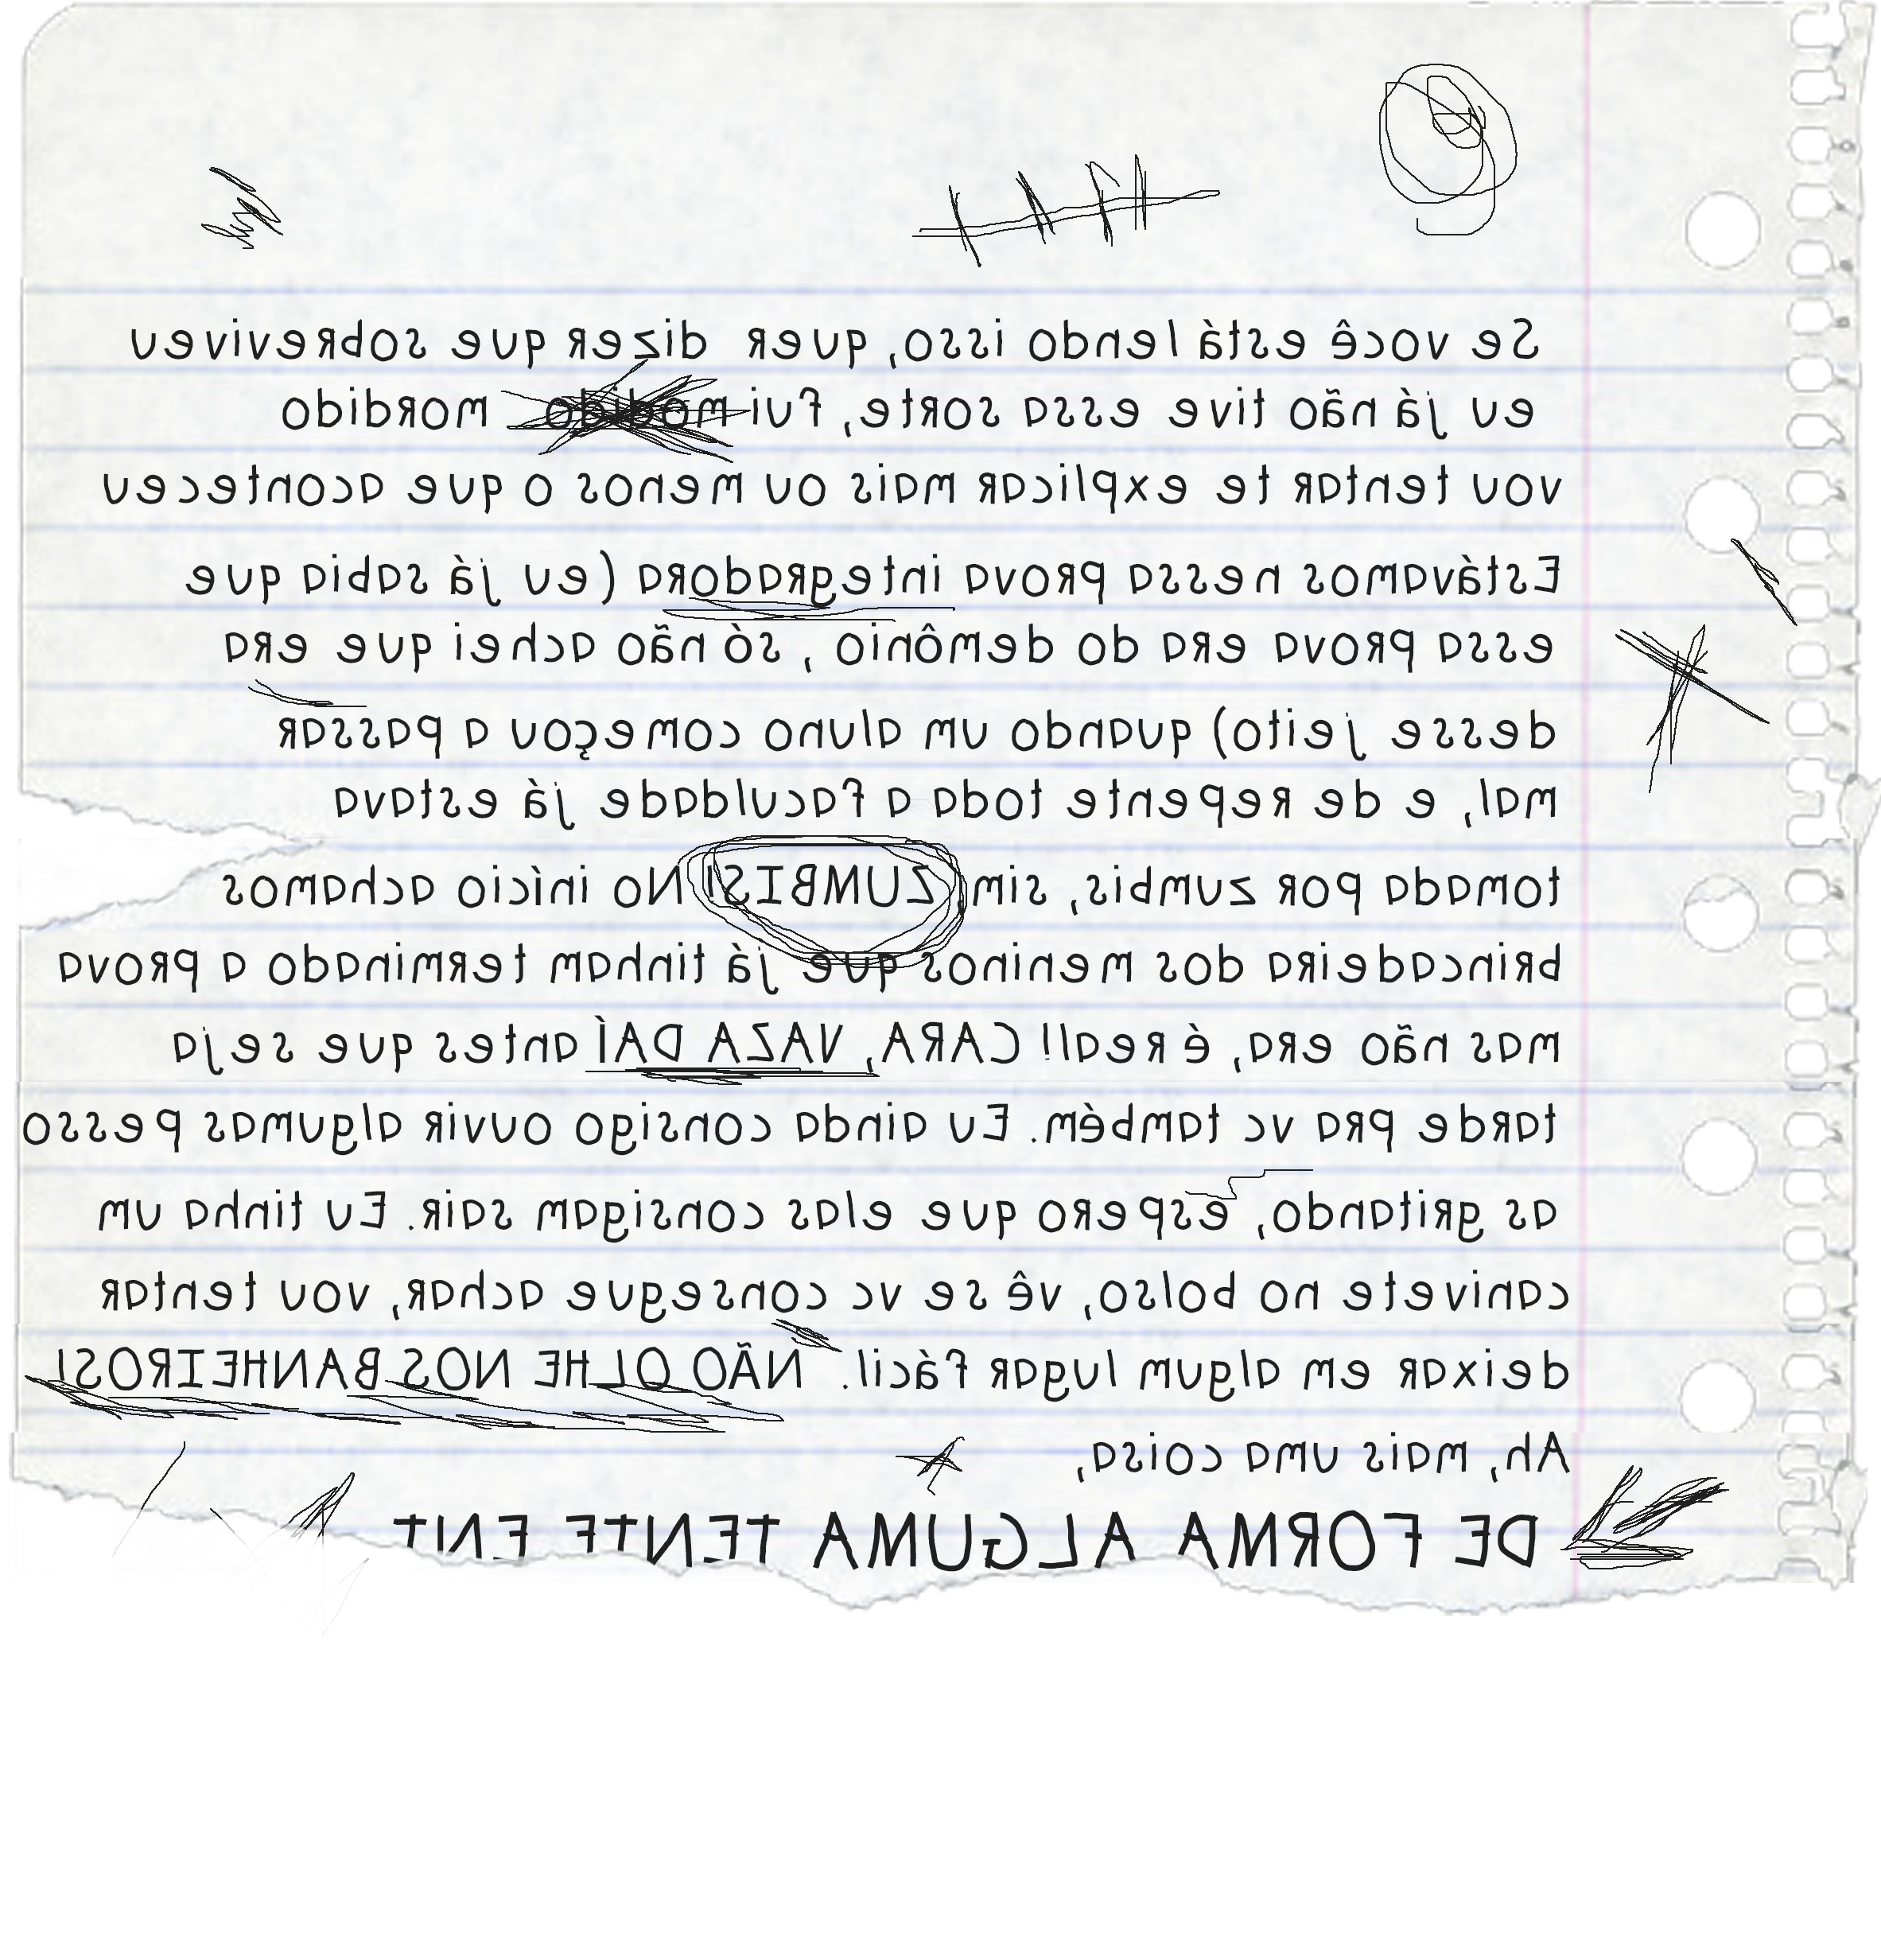 Se você está lendo isso, quer dizer que sobreviveu
eu já não tive essa sorte, fui modido mordido
vou tentar te explicar mais ou menos o que aconteceu
Estávamos nessa prova integradora (eu já sabia que
essa prova era do demônio, só não achei que era
desse jeito) quando um aluno começou a passar
mal, e de repente toda a faculdade já estava
tomada por zumbis, sim ZUMBIS! No início achamos
brincadeira dos meninos que já tinham terminado a prova
mas não era, é real! CARA, VAZA DAÍ antes que seja
tarde pra vc também. Eu ainda consigo ouvir algumas pesso
as gritando, espero que elas consigam sair. Eu tinha um
canivete no bolso, vê se vc consegue achar, vou tentar
deixar em algum lugar fácil. NÃO OLHE NOS BANHEIROS!
Ah, mais uma coisa,
DE FORMA ALGUMA TENTE ENT